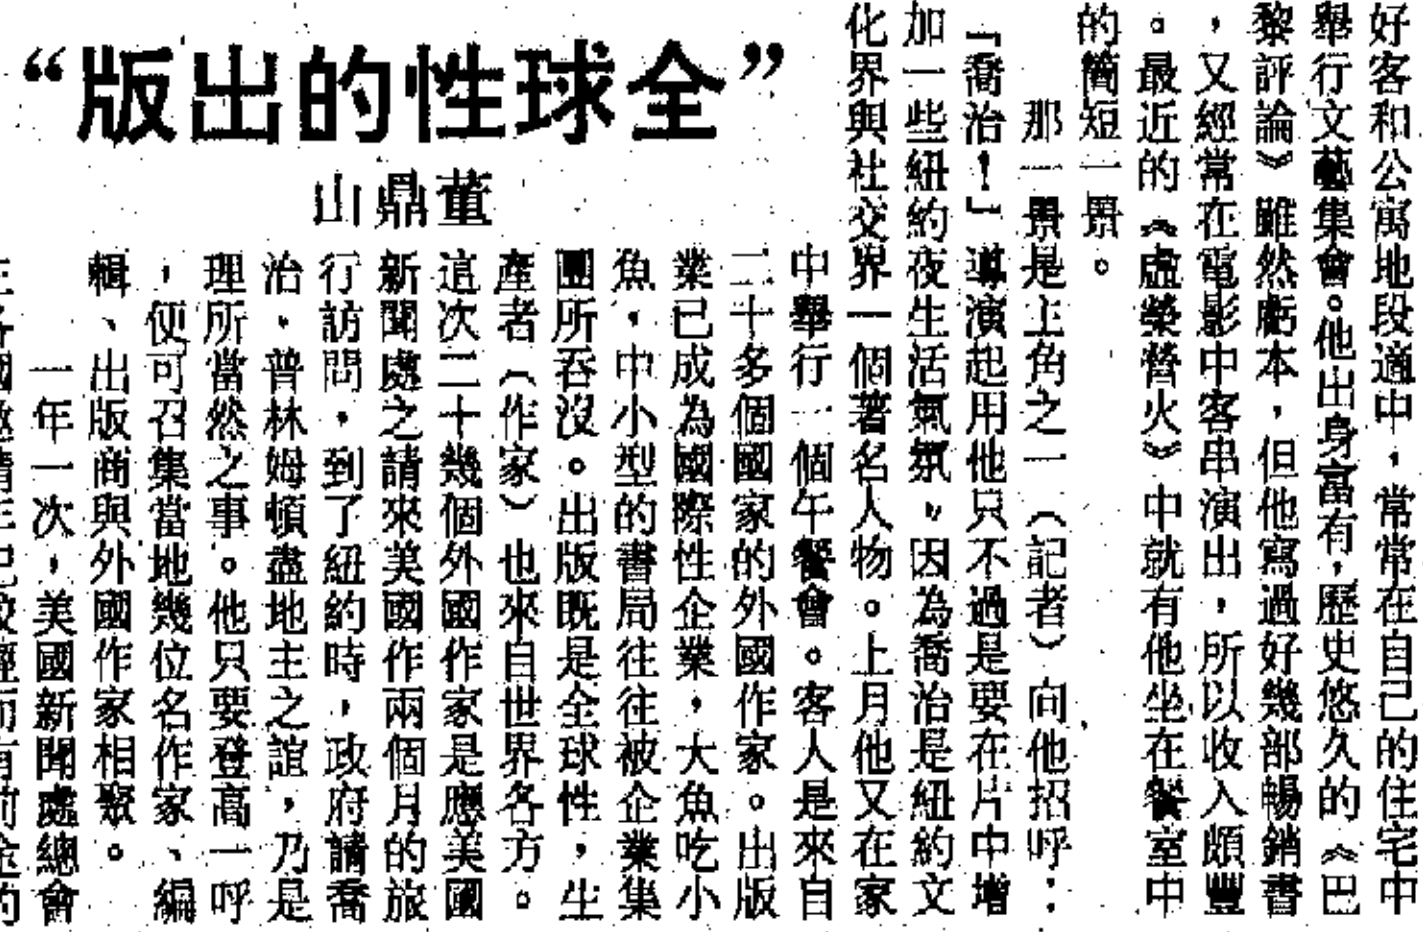 “全球性的出版”
董鼎山
好客和公寓地段適中，常常在自己的住宅中
舉行文藝集會。他出身富有，歷史悠久的《巴
黎評論》雖然虧本，但他寫過好幾部暢銷書
，又經常在電影中客串演出，所以收入頗豐
。最近的《虛榮營火》中就有他坐在餐室中
的簡短一景。
那一景是主角之一（記者）向他招呼：
「喬治！」導演起用他只不過是要在片中增
加一些紐約夜生活氣氛，因為喬治是紐約文
化界與社交界一個著名人物。上月他又在家
中舉行一個午餐會。客人是來自
二十多個國家的外國作家。出版
業已成為國際性企業，大魚吃小
魚，中小型的書局往往被企業集
團所吞沒。出版既是全球性，生
產者（作家）也來自世界各方。
這次二十幾個外國作家是應美國
新聞處之請來美國作兩個月的旅
行訪問，到了紐約時，政府請喬
治．普林姆頓盡地主之誼，乃是
理所當然之事。他只要登高一呼
，便可召集當地幾位名作家、編
輯、出版商與外國作家相聚。
一年一次，美國新聞處總會